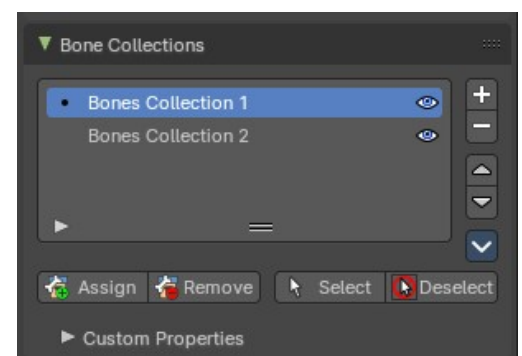 Bone Collections
Bones Collection 1
Bones Collection 2
Assign Remove Select Deselect
Custom Properties